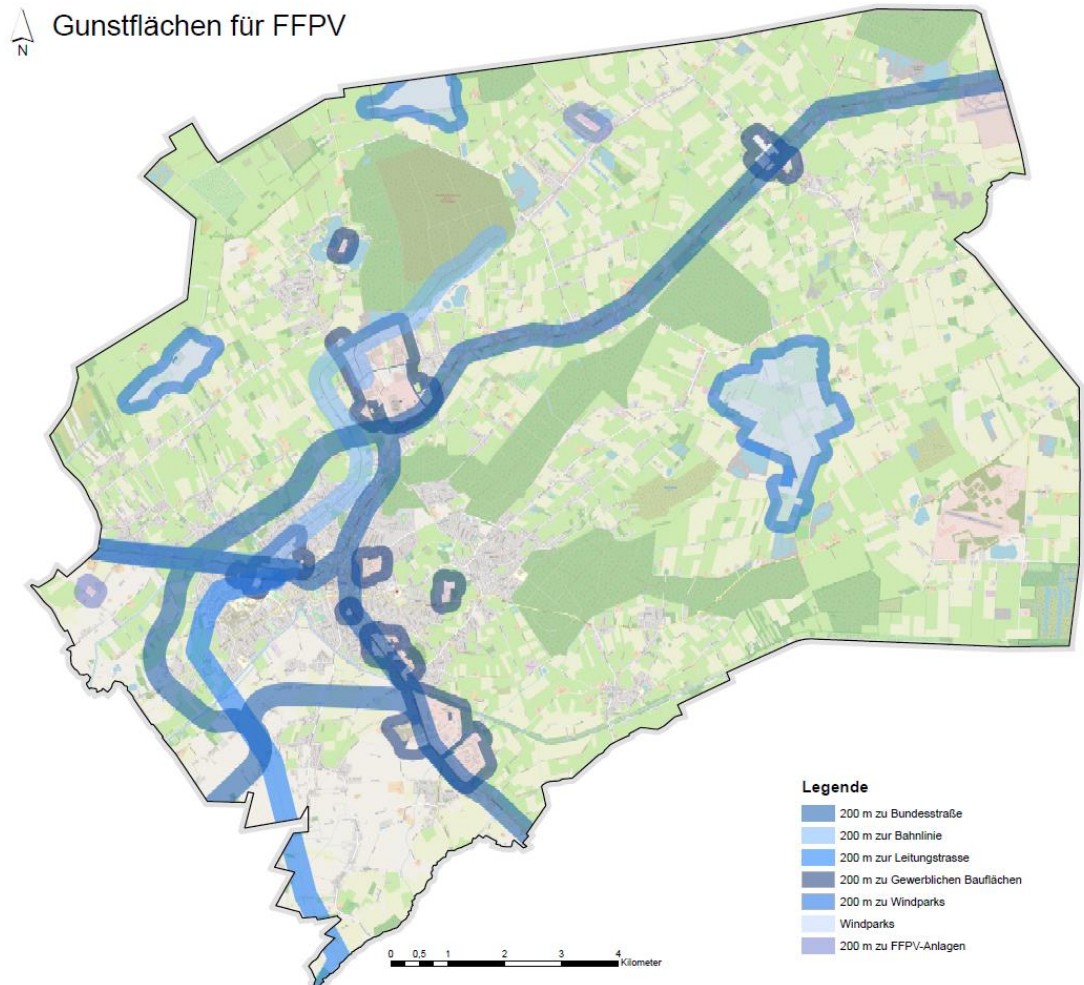 Gunstflächen für FFPV
N
Legende
200 m zu Bundesstraße
200 m zur Bahnlinie
200 m zur Leitungstrasse
200 m zu Gewerblichen Bauflächen
200 m zu Windparks
Windparks
200 m zu FFPV-Anlagen
0 0,5 1 2 3 4
Kilometer